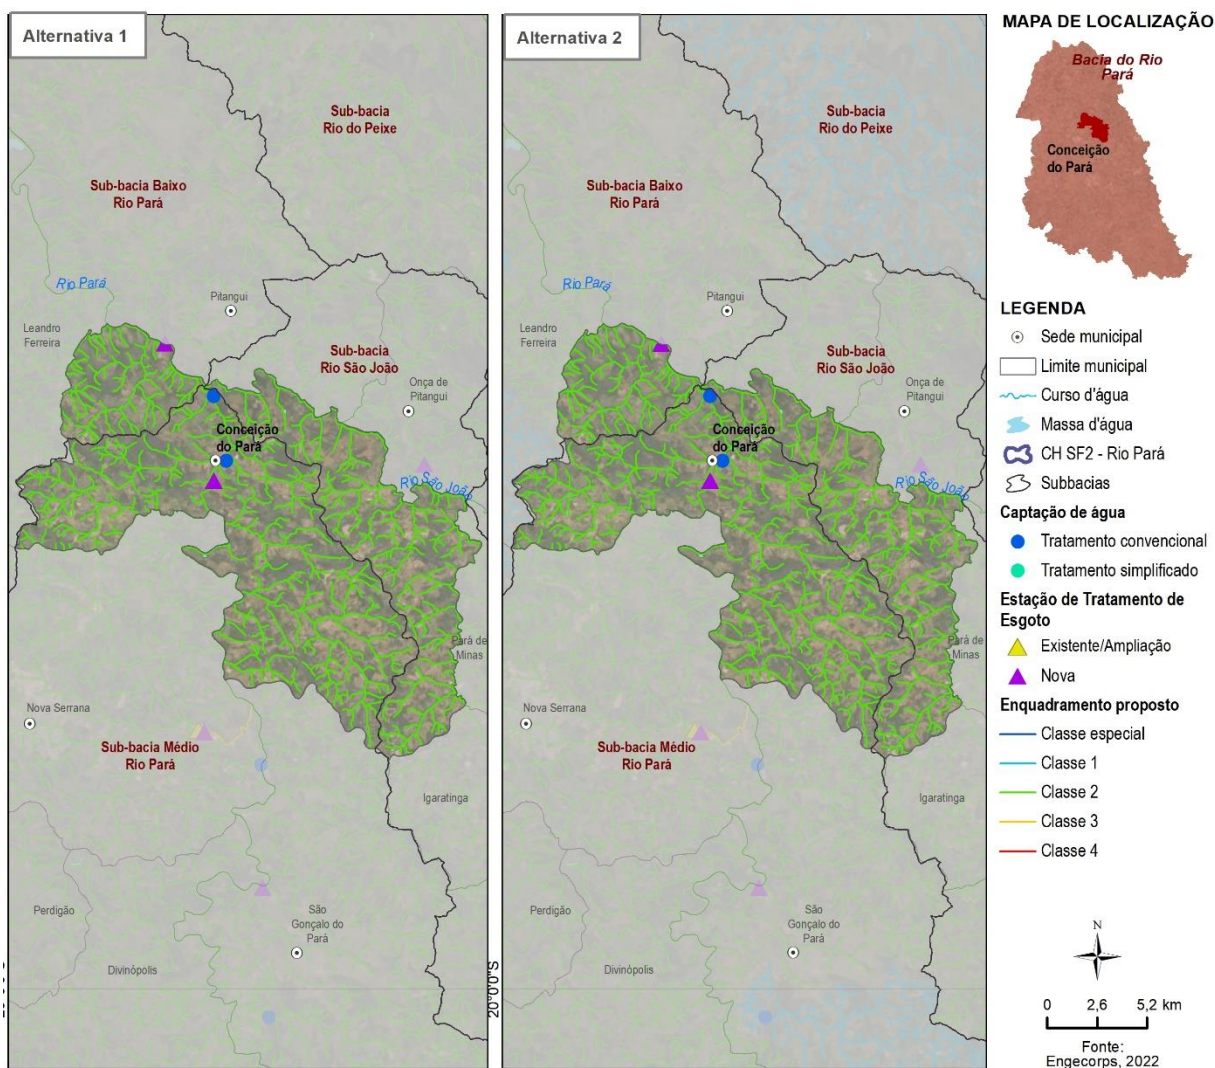 Alternativa 1
Sub-bacia
Rio do Peixe
Sub-bacia Baixo
Rio Pará
Rio Pará
Pitangui
Leandro
Ferreira
Sub-bacia
Rio São João
Onça de
Pitangui
Conceição
do Pará
Rio São João
Pará de
Minas
Nova Serrana
Sub-bacia Médio
Rio Pará
Igaratinga
Perdigão
São
Gonçalo do
Pará
Divinópolis
Alternativa 2
Sub-bacia
Rio do Peixe
Sub-bacia Baixo
Rio Pará
Rio Pará
Pitangui
Leandro
Ferreira
Sub-bacia
Rio São João
Onça de
Pitangui
Conceição
do Pará
Rio São João
Pará de
Minas
Nova Serrana
Sub-bacia Médio
Rio Pará
Igaratinga
Perdigão
São
Gonçalo do
Pará
Divinópolis
20°0'0"S
MAPA DE LOCALIZAÇÃO
Bacia do Rio
Pará
Conceição
do Pará
LEGENDA
Sede municipal
Limite municipal
Curso d'água
Massa d'água
CH SF2 - Rio Pará
Subbacias
Captação de água
Tratamento convencional
Tratamento simplificado
Estação de Tratamento de
Esgoto
Existente/Ampliação
Nova
Enquadramento proposto
Classe especial
Classe 1
Classe 2
Classe 3
Classe 4
N
0 2,6 5,2 km
Fonte:
Engecorps, 2022